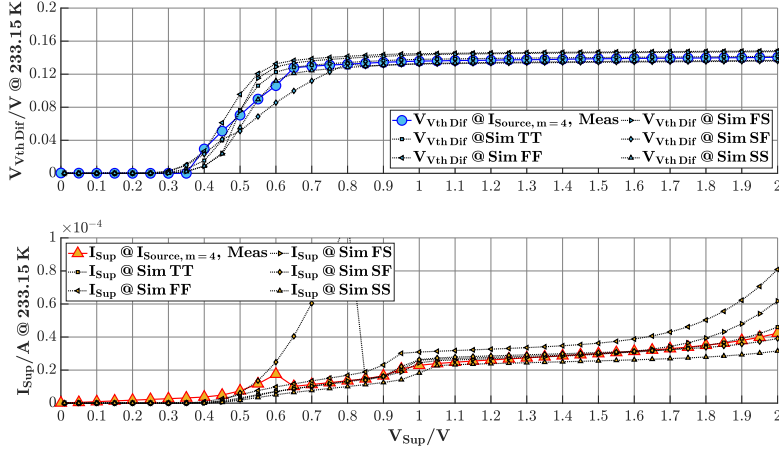 V_Vth Dif/V @ 233.15 K
0.2
0.16
0.12
0.08
0.04
0
V_Vth Dif @ I_Source, m=4, Meas
V_Vth Dif @Sim TT
V_Vth Dif @ Sim FF
V_Vth Dif @ Sim FS
V_Vth Dif @ Sim SF
V_Vth Dif @ Sim SS
0 0.1 0.2 0.3 0.4 0.5 0.6 0.7 0.8 0.9 1 1.1 1.2 1.3 1.4 1.5 1.6 1.7 1.8 1.9 2
×10^-4
I_Sup/A @ 233.15 K
1
0.8
0.6
0.4
0.2
0
I_Sup @ I_Source, m=4, Meas
I_Sup @ Sim TT
I_Sup @ Sim FF
I_Sup @ Sim FS
I_Sup @ Sim SF
I_Sup @ Sim SS
0 0.1 0.2 0.3 0.4 0.5 0.6 0.7 0.8 0.9 1 1.1 1.2 1.3 1.4 1.5 1.6 1.7 1.8 1.9 2
V_Sup/V